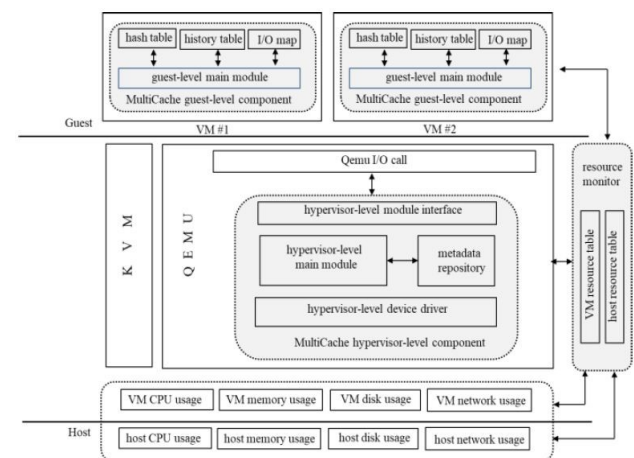 hash table history table I/O map
guest-level main module
MultiCache guest-level component
hash table history table I/O map
guest-level main module
MultiCache guest-level component
Guest
VM #1
VM #2
KVM
QEMU
Qemu I/O call
hypervisor-level module interface
hypervisor-level
main module
metadata
repository
hypervisor-level device driver
MultiCache hypervisor-level component
resource
monitor
VM resource table
host resource table
VM CPU usage VM memory usage VM disk usage VM network usage
Host
host CPU usage host memory usage host disk usage host network usage